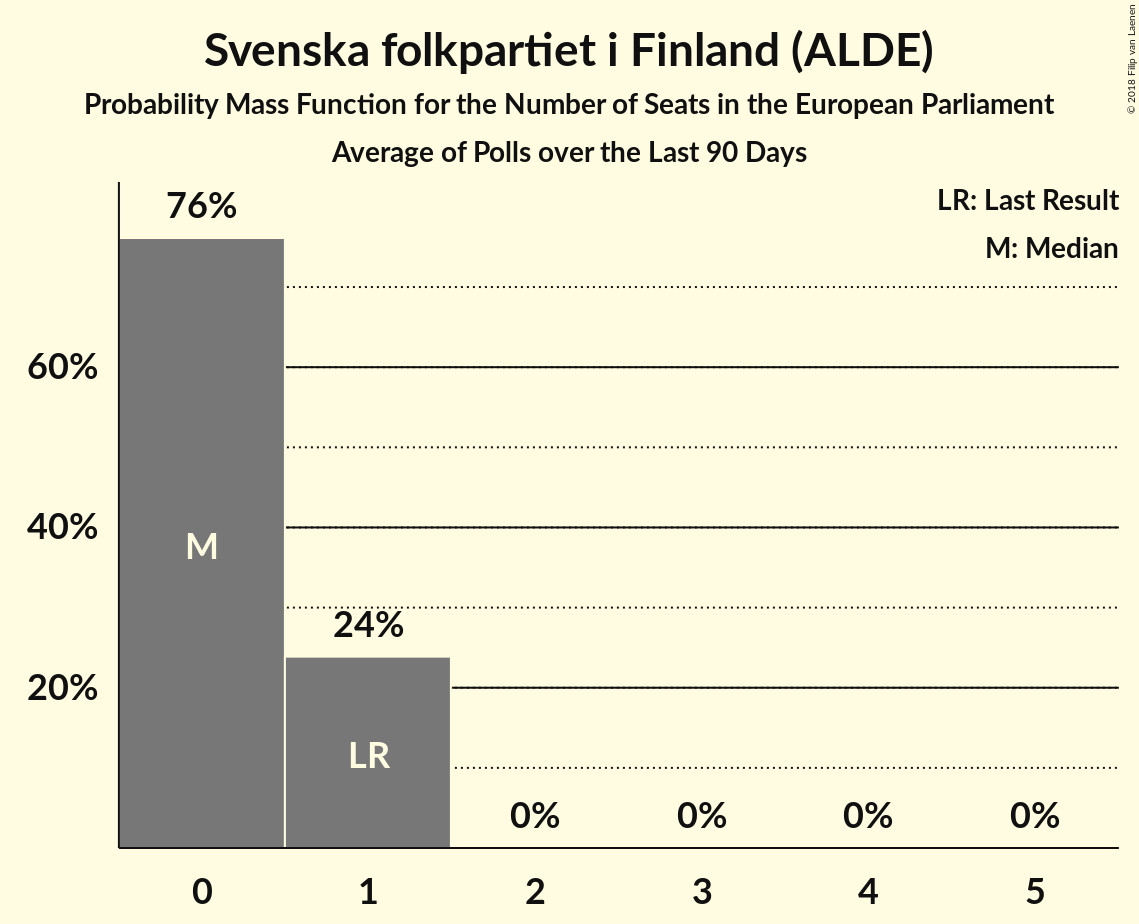 Svenska folkpartiet i Finland (ALDE)
Probability Mass Function for the Number of Seats in the European Parliament
Average of Polls over the Last 90 Days
© 2018 Filip van Laenen
LR: Last Result
M: Median
76%
60%
40%
20%
M
24%
LR
0% 0% 0% 0%
0 1 2 3 4 5